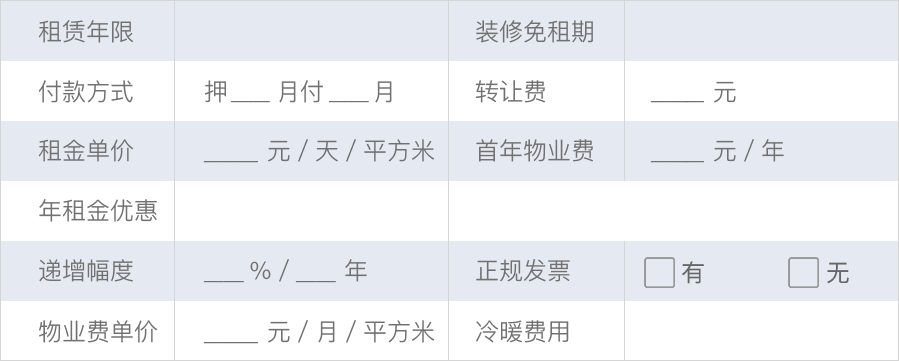 租赁年限 装修免租期
付款方式 押___ 月付 ___ 月 转让费 ____ 元
租金单价 ____ 元 / 天 / 平方米 首年物业费 ____ 元 / 年
年租金优惠
递增幅度 ___% / ___ 年 正规发票 □ 有 □ 无
物业费单价 ____ 元 / 月 / 平方米 冷暖费用